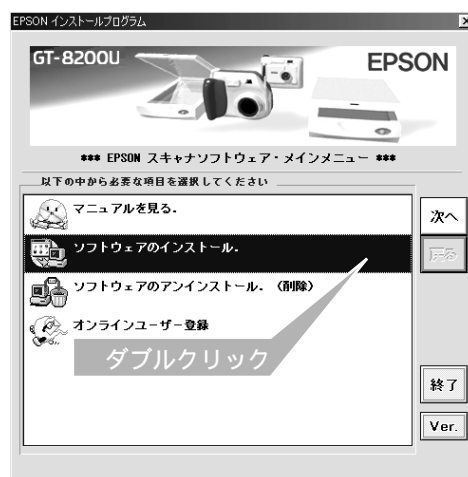 EPSON インストールプログラム
GT-8200U
EPSON
*** EPSON スキャナソフトウェア・メインメニュー ***
以下の中から必要な項目を選択してください
マニュアルを見る.
次へ
ソフトウェアのインストール.
戻る
ソフトウェアのアンインストール. (削除)
オンラインユーザー登録
ダブルクリック
終了
Ver.